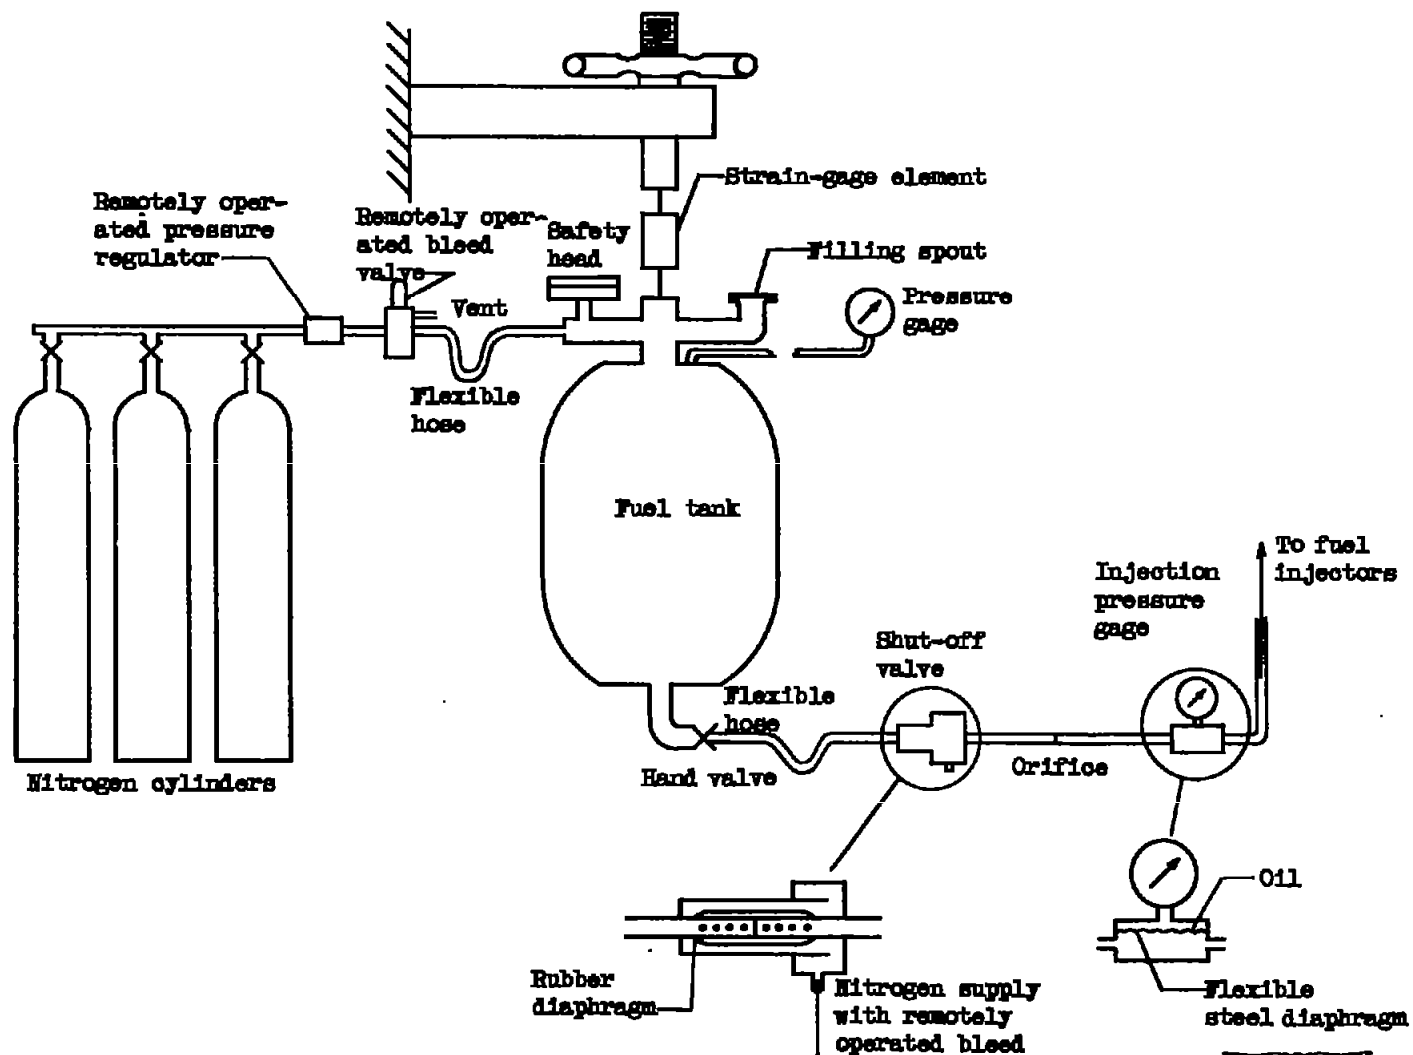 Strain-gage element
Remotely oper-
ated pressure
regulator
Remotely oper-
ated bleed
valve
Safety
head
Filling spout
Vent
Pressure
gage
Flexible
hose
Fuel tank
To fuel
injectors
Injection
pressure
gage
Shut-off
valve
Flexible
hose
Hand valve
Orifice
Nitrogen cylinders
Oil
Rubber
diaphragm
Nitrogen supply
with remotely
operated bleed
Flexible
steel diaphragm